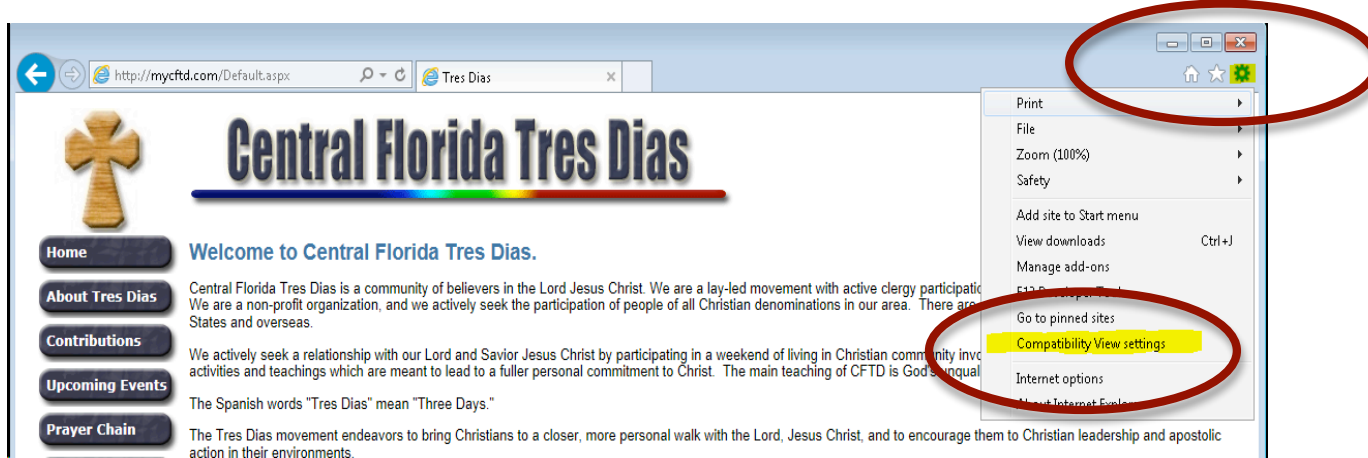 http://mycftd.com/Default.aspx
Tres Dias
Central Florida Tres Dias
Home
About Tres Dias
Contributions
Upcoming Events
Prayer Chain
Welcome to Central Florida Tres Dias.
Central Florida Tres Dias is a community of believers in the Lord Jesus Christ. We are a lay-led movement with active clergy
We are a non-profit organization, and we actively seek the participation of people of all Christian denominations in our area. There are
States and overseas.
We actively seek a relationship with our Lord and Savior Jesus Christ by participating in a weekend of living in Christian community
activities and teachings which are meant to lead to a fuller personal commitment to Christ. The main teaching of CFTD is God's
The Spanish words "Tres Dias" mean "Three Days."
The Tres Dias movement endeavors to bring Christians to a closer, more personal walk with the Lord, Jesus Christ, and to encourage them to Christian leadership and apostolic
action in their environments.
Print
File
Zoom (100%)
Safety
Add site to Start menu
View downloads Ctrl+J
Manage add-ons
Go to pinned sites
Compatibility View settings
Internet options
About Internet